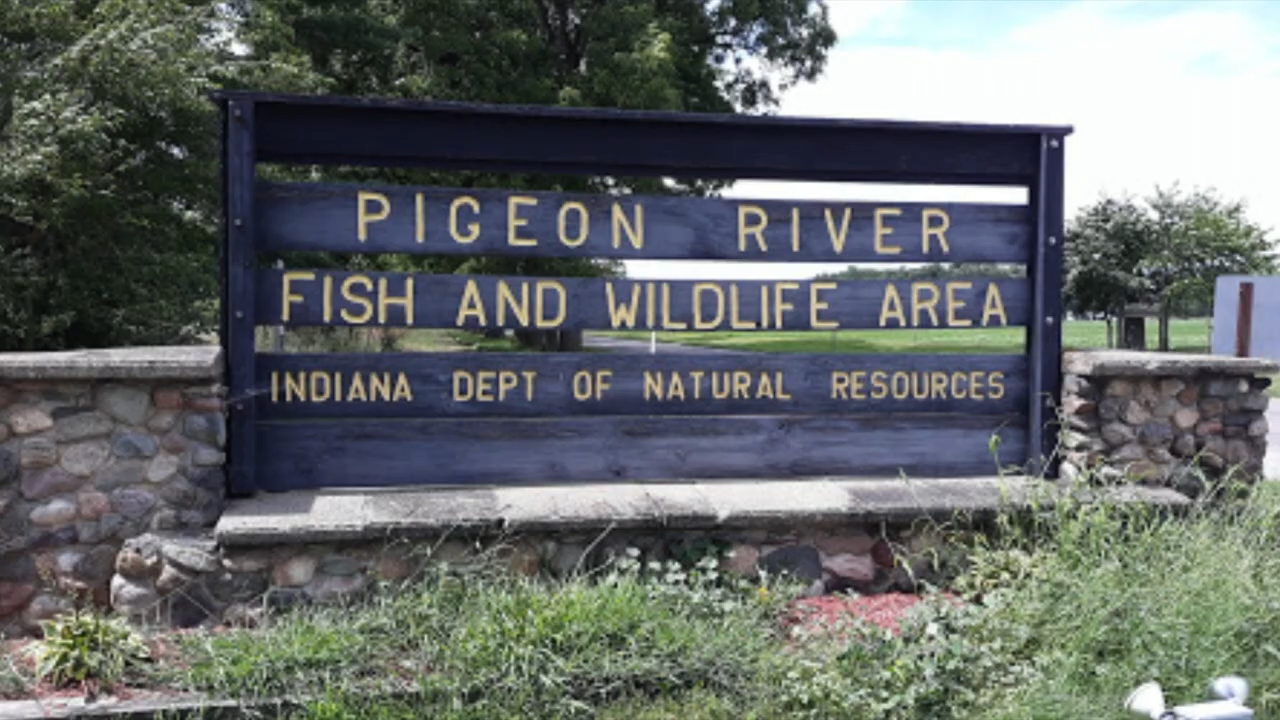 PIGEON RIVER
FISH AND WILDLIFE AREA
INDIANA DEPT OF NATURAL RESOURCES